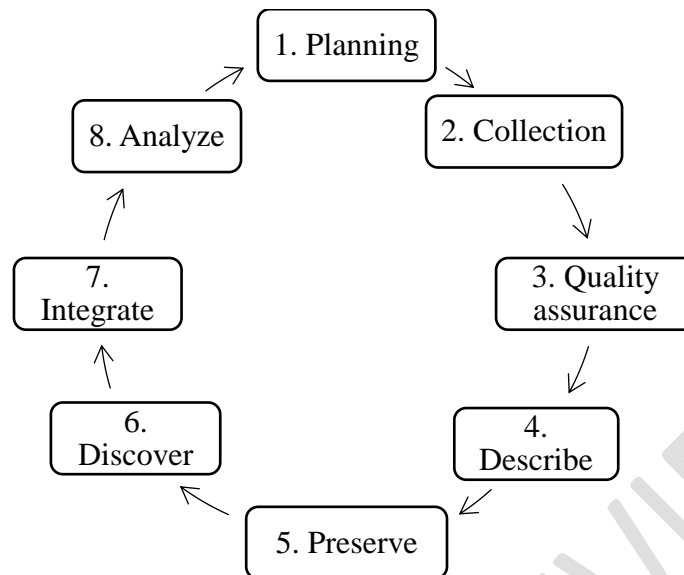 1. Planning
2. Collection
3. Quality
assurance
4.
Describe
5. Preserve
6.
Discover
7.
Integrate
8. Analyze